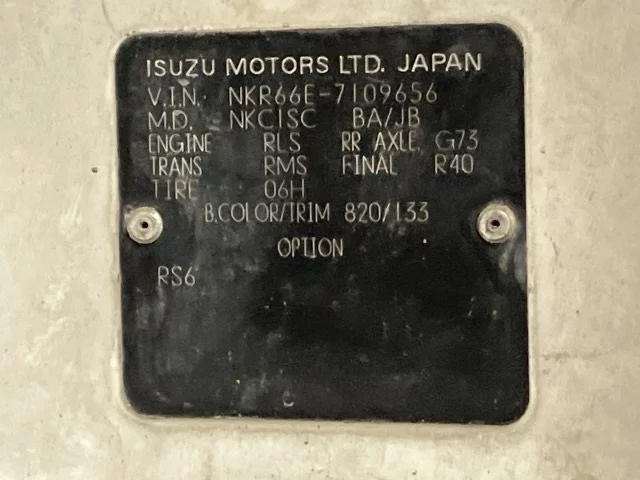 ISUZU MOTORS LTD. JAPAN
V.I.N. NKR66E-7109656
M.D. NKC1SC BA/JB
ENGINE RLS RR AXLE. G73
TRANS RMS FINAL R40
TIRE 06H
B.COLOR/TRIM 820/133
OPTION
RS6